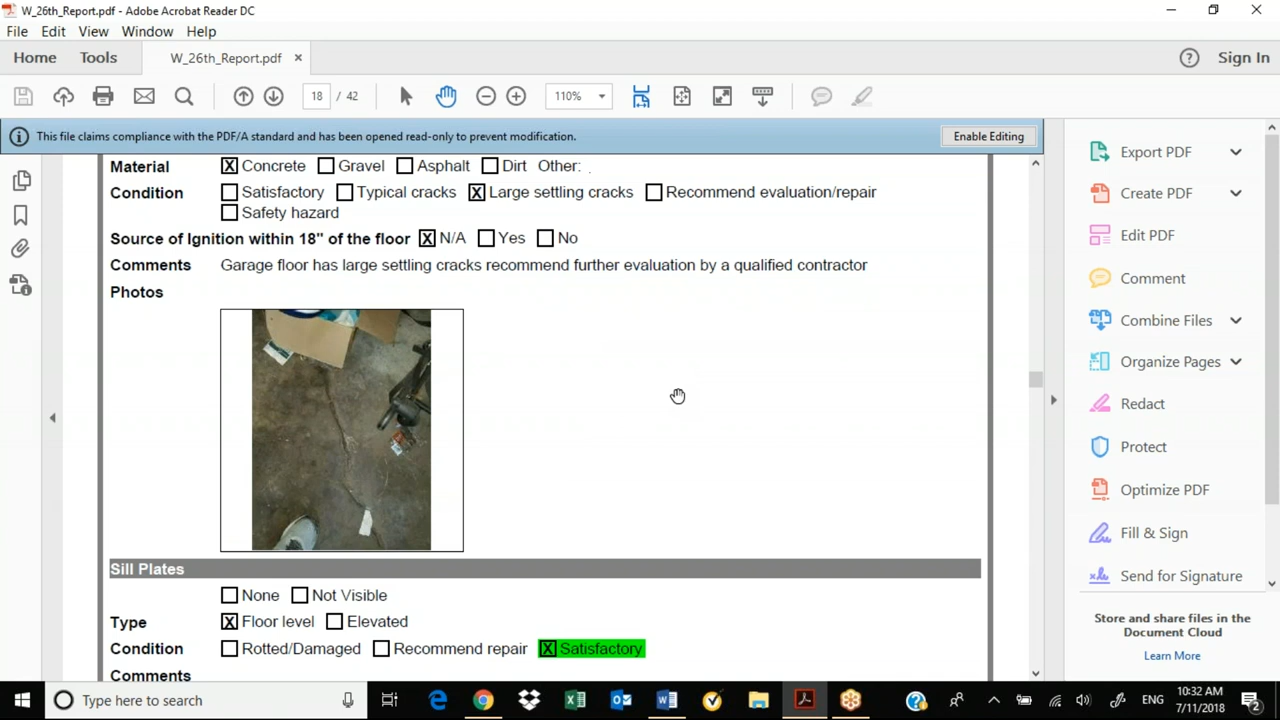 W_26th_Report.pdf - Adobe Acrobat Reader DC
File Edit View Window Help
Home Tools W_26th_Report.pdf × ? Sign In
18 / 42 110%
This file claims compliance with the PDF/A standard and has been opened read-only to prevent modification. Enable Editing
Material X Concrete Gravel Asphalt Dirt Other: .
Condition Satisfactory Typical cracks X Large settling cracks Recommend evaluation/repair
Safety hazard
Source of Ignition within 18" of the floor X N/A Yes No
Comments Garage floor has large settling cracks recommend further evaluation by a qualified contractor
Photos
Sill Plates
None Not Visible
Type X Floor level Elevated
Condition Rotted/Damaged Recommend repair X Satisfactory
Comments
Export PDF
Create PDF
Edit PDF
Comment
Combine Files
Organize Pages
Redact
Protect
Optimize PDF
Fill & Sign
Send for Signature
Store and share files in the
Document Cloud
Learn More
Type here to search
ENG
10:32 AM
7/11/2018
2